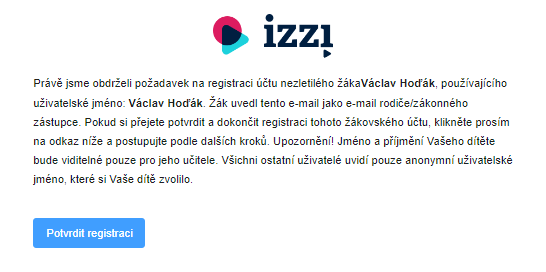 izzi
Právě jsme obdrželi požadavek na registraci účtu nezletilého žákaVáclav Hoďák, používajícího
uživatelské jméno: Václav Hoďák. Žák uvedl tento e-mail jako e-mail rodiče/zákonného
zástupce. Pokud si přejete potvrdit a dokončit registraci tohoto žákovského účtu, klikněte prosím
na odkaz níže a postupujte podle dalších kroků. Upozornění! Jméno a příjmění Vašeho dítěte
bude viditelné pouze pro jeho učitele. Všichni ostatní uživatelé uvidí pouze anonymní uživatelské
jméno, které si Vaše dítě zvolilo.
Potvrdit registraci